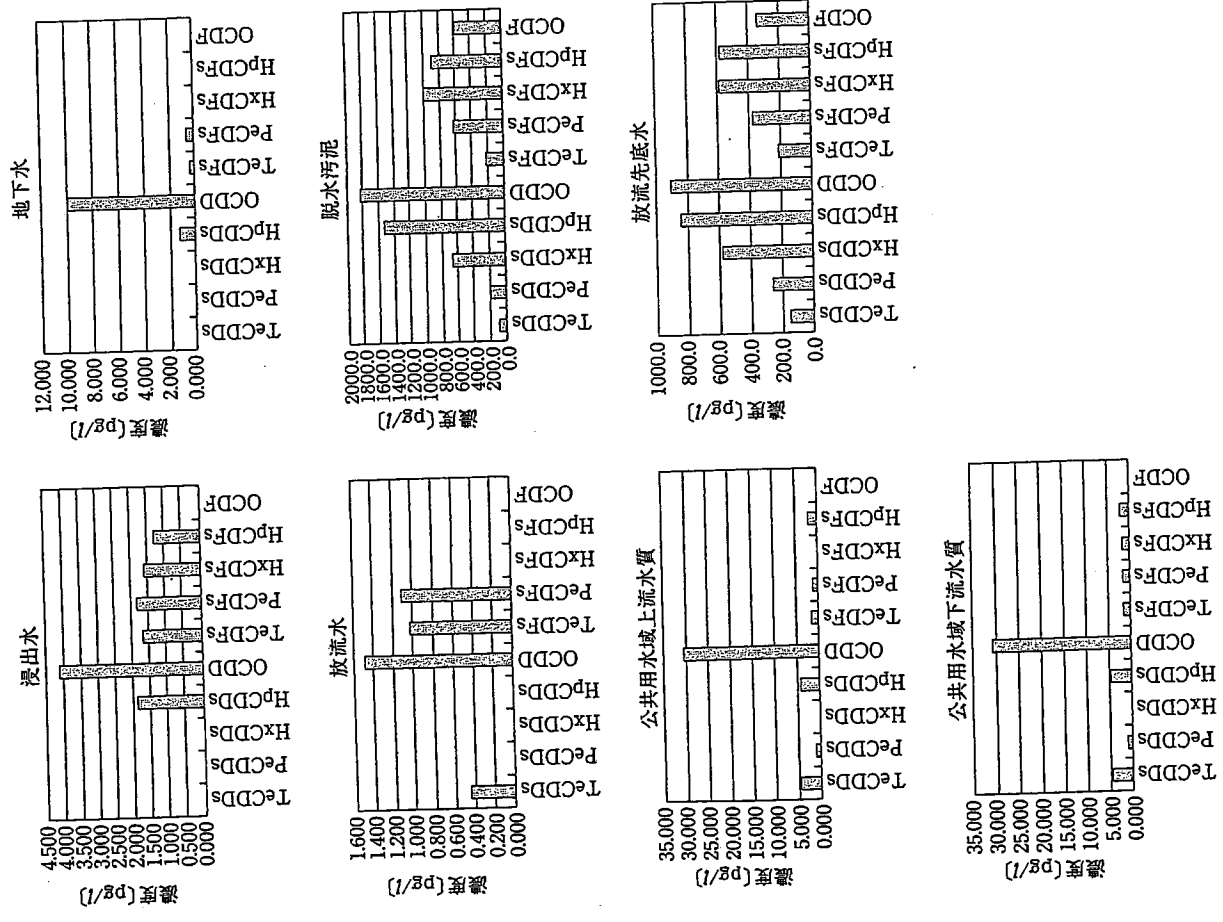 浸出水
濃度(pg/l)
4.500
4.000
3.500
3.000
2.500
2.000
1.500
1.000
0.500
0.000
TeCDDs
PeCDDs
HxCDDs
HpCDDs
OCDD
TeCDFs
PeCDFs
HxCDFs
HpCDFs
OCDF
地下水
濃度(pg/l)
12.000
10.000
8.000
6.000
4.000
2.000
0.000
TeCDDs
PeCDDs
HxCDDs
HpCDDs
OCDD
TeCDFs
PeCDFs
HxCDFs
HpCDFs
OCDF
放流水
濃度(pg/l)
1.600
1.400
1.200
1.000
0.800
0.600
0.400
0.200
0.000
TeCDDs
PeCDDs
HxCDDs
HpCDDs
OCDD
TeCDFs
PeCDFs
HxCDFs
HpCDFs
OCDF
脱水汚泥
濃度(pg/l)
2000.0
1800.0
1600.0
1400.0
1200.0
1000.0
800.0
600.0
400.0
200.0
0.0
TeCDDs
PeCDDs
HxCDDs
HpCDDs
OCDD
TeCDFs
PeCDFs
HxCDFs
HpCDFs
OCDF
公共用水域上流水質
濃度(pg/l)
35.000
30.000
25.000
20.000
15.000
10.000
5.000
0.000
TeCDDs
PeCDDs
HxCDDs
HpCDDs
OCDD
TeCDFs
PeCDFs
HxCDFs
HpCDFs
OCDF
放流先底水
濃度(pg/l)
1000.0
800.0
600.0
400.0
200.0
0.0
TeCDDs
PeCDDs
HxCDDs
HpCDDs
OCDD
TeCDFs
PeCDFs
HxCDFs
HpCDFs
OCDF
公共用水域下流水質
濃度(pg/l)
35.000
30.000
25.000
20.000
15.000
10.000
5.000
0.000
TeCDDs
PeCDDs
HxCDDs
HpCDDs
OCDD
TeCDFs
PeCDFs
HxCDFs
HpCDFs
OCDF